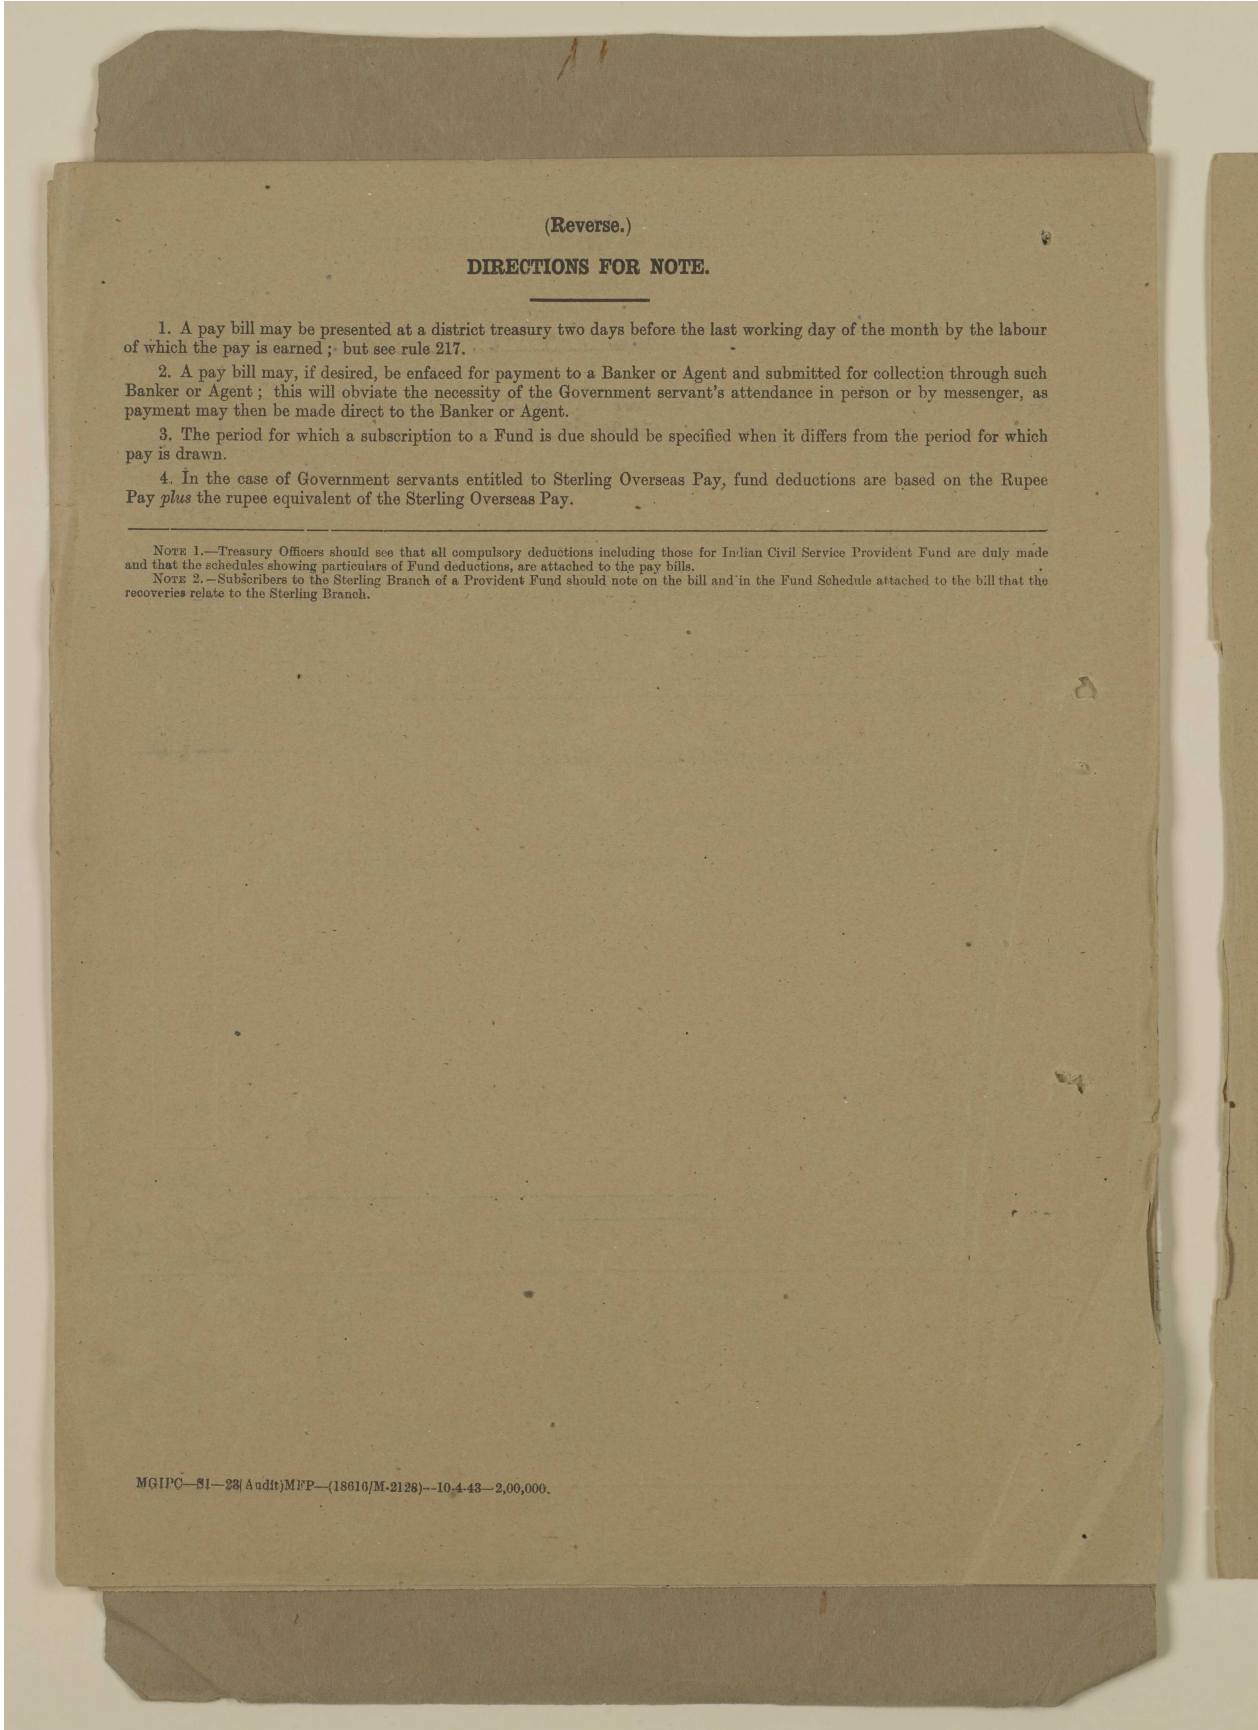 (Reverse.)
DIRECTIONS FOR NOTE.
1. A pay bill may be presented at a district treasury two days before the last working day of the month by the labour
of which the pay is earned ; but see rule 217.
2. A pay bill may, if desired, be enfaced for payment to a Banker or Agent and submitted for collection through such
Banker or Agent ; this will obviate the necessity of the Government servant's attendance in person or by messenger, as
payment may then be made direct to the Banker or Agent.
3. The period for which a subscription to a Fund is due should be specified when it differs from the period for which
pay is drawn.
4. In the case of Government servants entitled to Sterling Overseas Pay, fund deductions are based on the Rupee
Pay plus the rupee equivalent of the Sterling Overseas Pay.
NOTE 1.—Treasury Officers should see that all compulsory deductions including those for Indian Civil Service Provident Fund are duly made
and that the schedules showing particulars of Fund deductions, are attached to the pay bills.
NOTE 2.—Subscribers to the Sterling Branch of a Provident Fund should note on the bill and in the Fund Schedule attached to the bill that the
recoveries relate to the Sterling Branch.
MGIPC—S1—23(Audit)MFP—(18616/M-2128)—10-4-43—2,00,000.